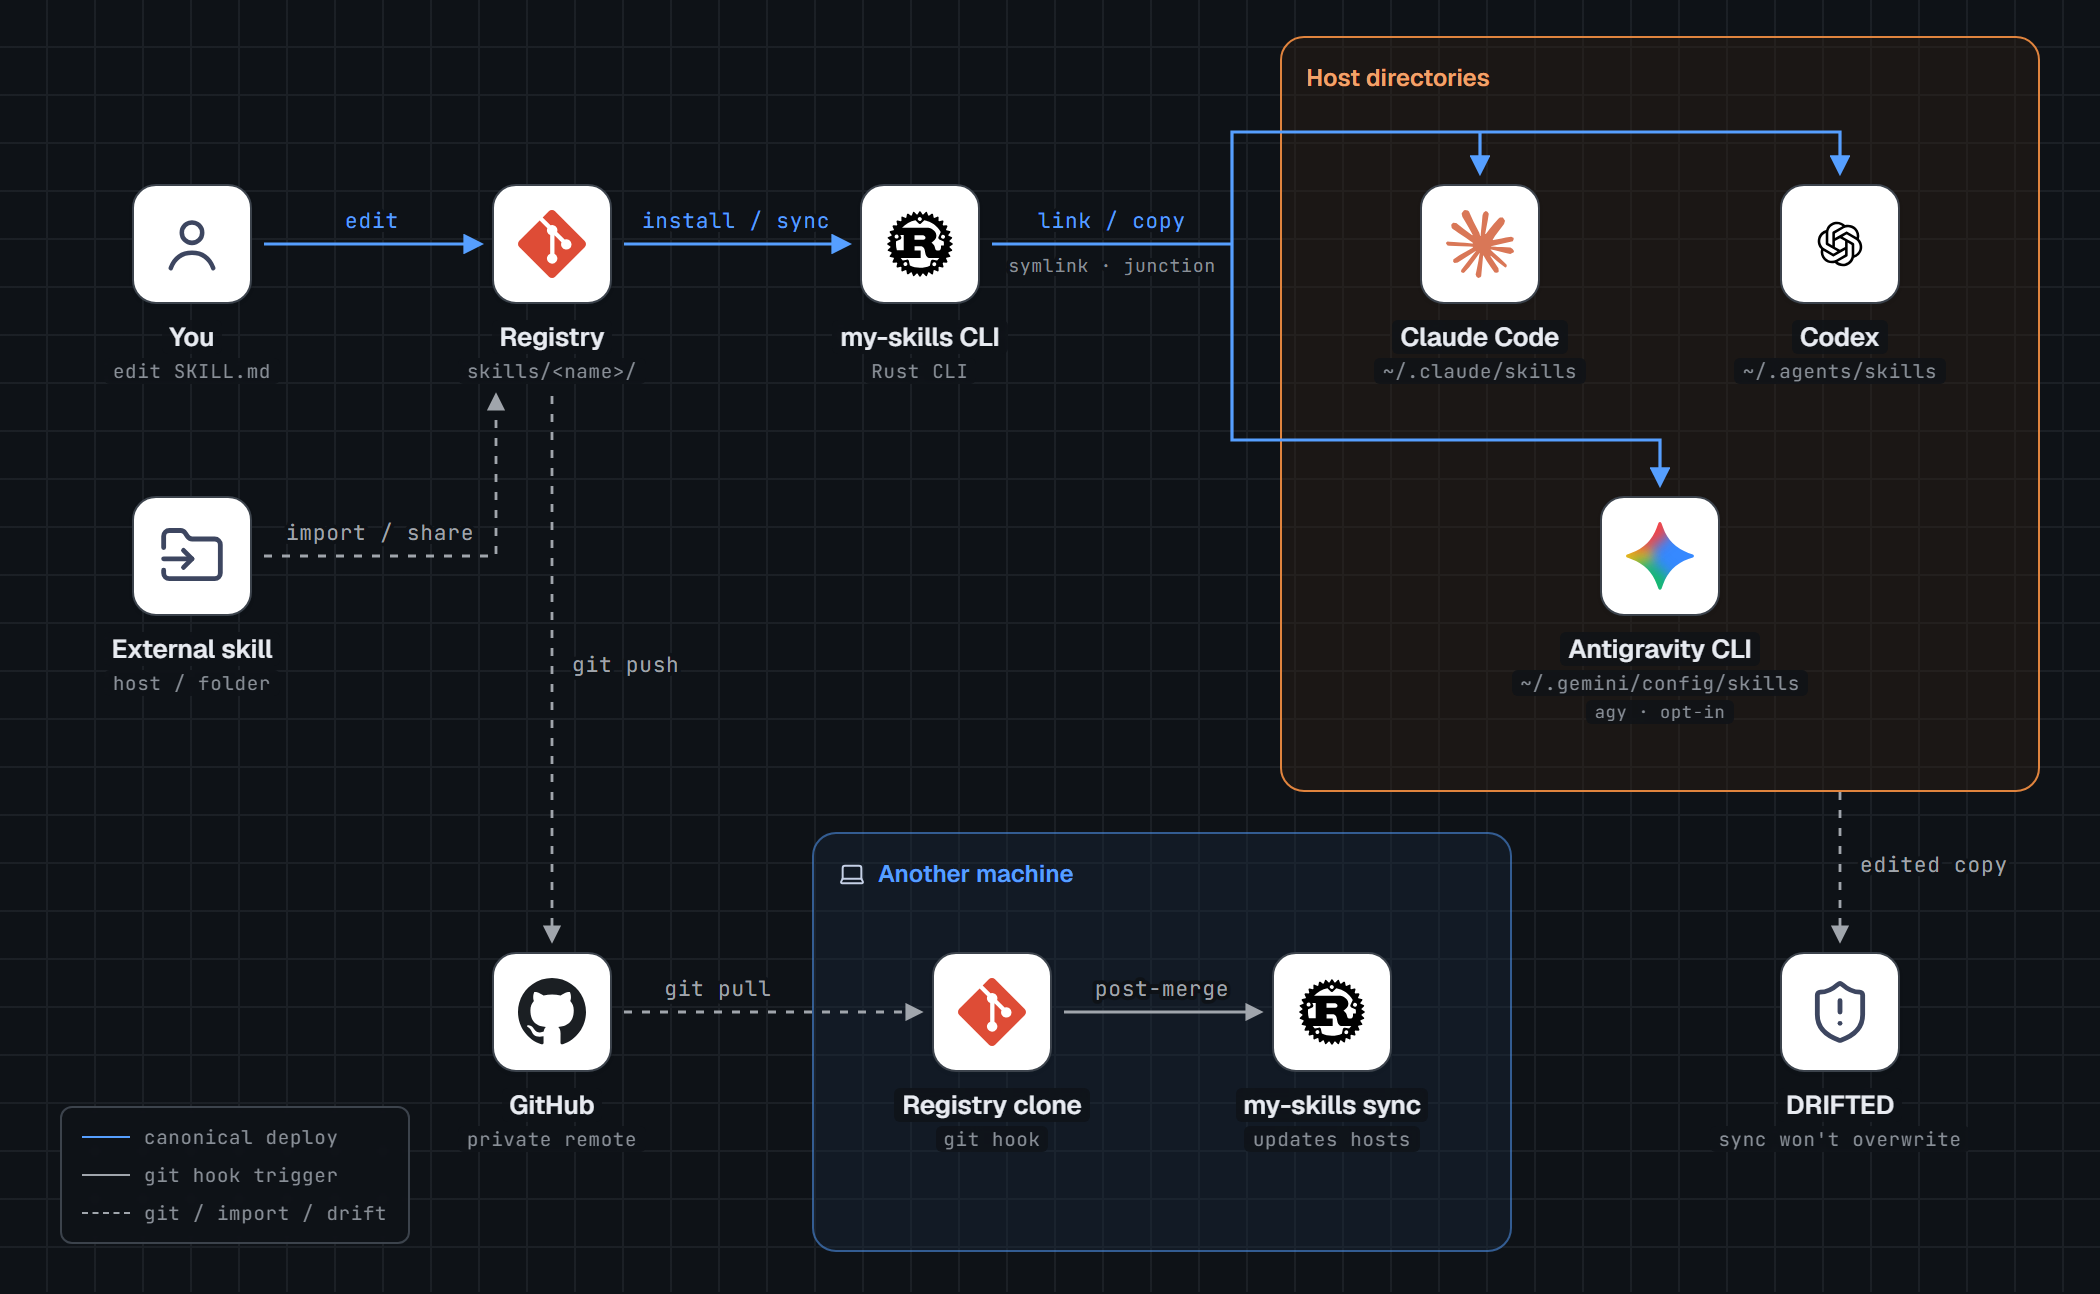 Host directories
edit
install / sync
link / copy
symlink · junction
You
edit SKILL.md
Registry
skills/<name>/
my-skills CLI
Rust CLI
Claude Code
~/.claude/skills
Codex
~/.agents/skills
import / share
External skill
host / folder
git push
Antigravity CLI
~/.gemini/config/skills
agy · opt-in
Another machine
edited copy
git pull
post-merge
GitHub
private remote
Registry clone
git hook
my-skills sync
updates hosts
DRIFTED
sync won't overwrite
canonical deploy
git hook trigger
git / import / drift